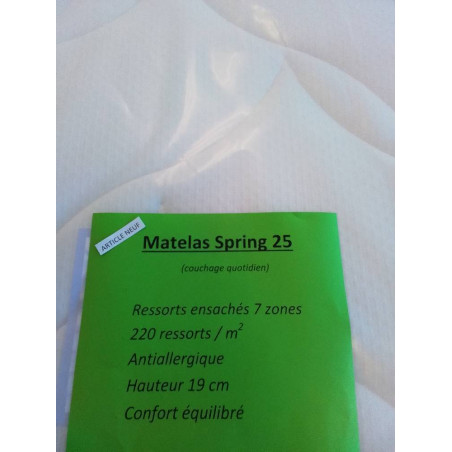 ARTICLE NEUF
Matelas Spring 25
(couchage quotidien)
Ressorts ensachés 7 zones
220 ressorts / m²
Antiallergique
Hauteur 19 cm
Confort équilibré